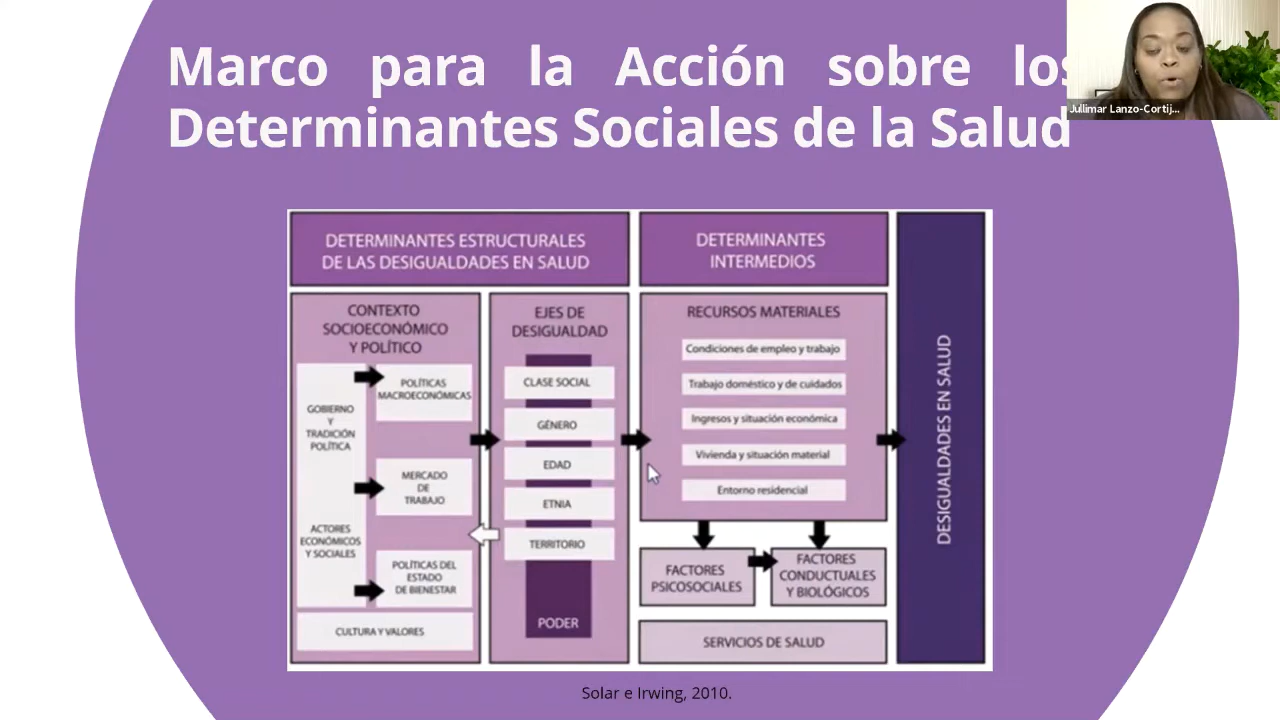 Marco para la Acción sobre los
Determinantes Sociales de la Salud
Jullimar Lanzo-Cortij...
DETERMINANTES ESTRUCTURALES
DE LAS DESIGUALDADES EN SALUD
DETERMINANTES
INTERMEDIOS
CONTEXTO
SOCIOECONÓMICO
Y POLÍTICO
GOBIERNO
Y
TRADICIÓN
POLÍTICA
ACTORES
ECONÓMICOS
Y SOCIALES
POLÍTICAS
MACROECONÓMICAS
MERCADO
DE
TRABAJO
POLÍTICAS DEL
ESTADO
DE BIENESTAR
CULTURA Y VALORES
EJES DE
DESIGUALDAD
CLASE SOCIAL
GÉNERO
EDAD
ETNIA
TERRITORIO
PODER
RECURSOS MATERIALES
Condiciones de empleo y trabajo
Trabajo doméstico y de cuidados
Ingresos y situación económica
Vivienda y situación material
Entorno residencial
FACTORES
PSICOSOCIALES
FACTORES
CONDUCTUALES
Y BIOLÓGICOS
SERVICIOS DE SALUD
DESIGUALDADES EN SALUD
Solar e Irwing, 2010.